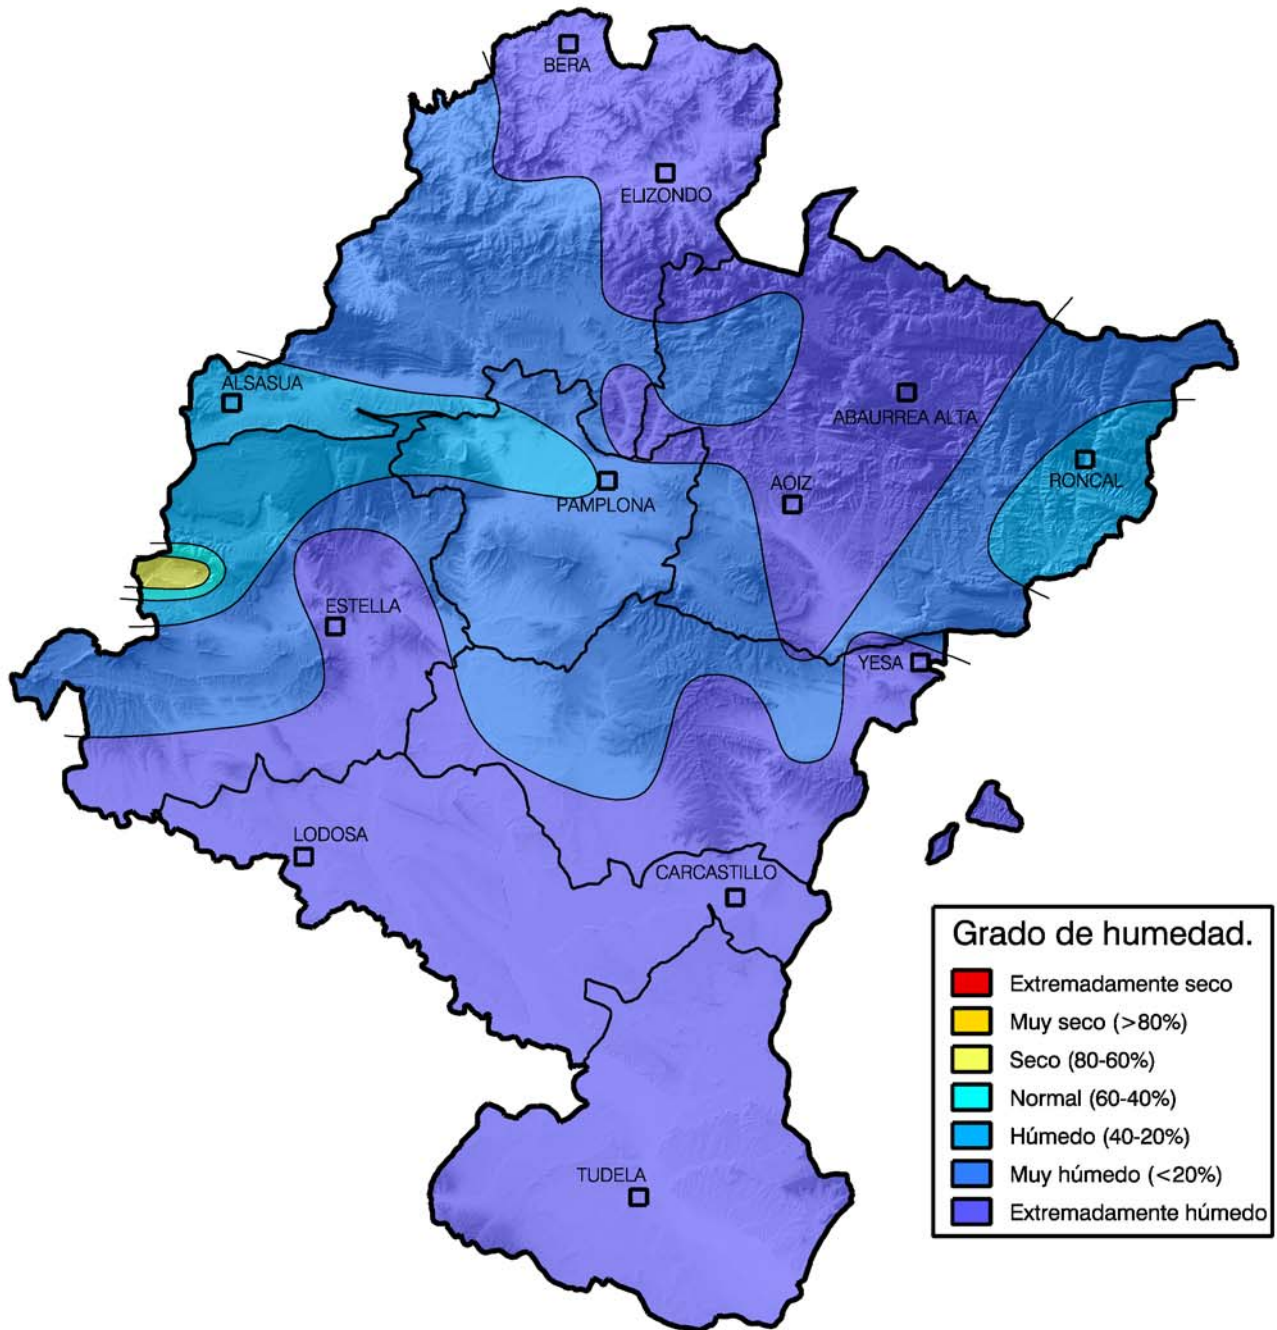 BERA
ELIZONDO
ALSASUA
ABAURREA ALTA
RONCAL
AOIZ
PAMPLONA
ESTELLA
YESA
LODOSA
CARCASTILLO
TUDELA
Grado de humedad.
Extremadamente seco
Muy seco (>80%)
Seco (80-60%)
Normal (60-40%)
Húmedo (40-20%)
Muy húmedo (<20%)
Extremadamente húmedo